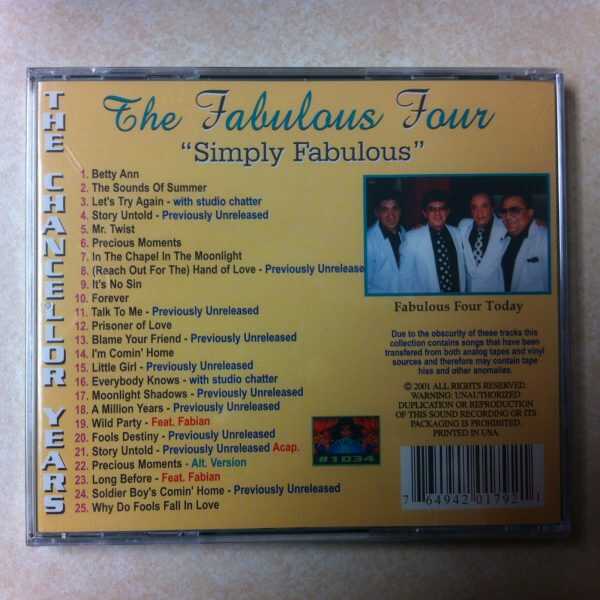 The Fabulous Four
"Simply Fabulous"
THE CHANCELLOR YEARS
1. Betty Ann
2. The Sounds Of Summer
3. Let's Try Again - with studio chatter
4. Story Untold - Previously Unreleased
5. Mr. Twist
6. Precious Moments
7. In The Chapel In The Moonlight
8. (Reach Out For The) Hand of Love - Previously Unrelease
9. It's No Sin
10. Forever
11. Talk To Me - Previously Unreleased
12. Prisoner of Love
13. Blame Your Friend - Previously Unreleased
14. I'm Comin' Home
15. Little Girl - Previously Unreleased
16. Everybody Knows - with studio chatter
17. Moonlight Shadows - Previously Unreleased
18. A Million Years - Previously Unreleased
19. Wild Party - Feat. Fabian
20. Fools Destiny - Previously Unreleased
21. Story Untold - Previously Unreleased Acap.
22. Precious Moments - Alt. Version
23. Long Before - Feat. Fabian
24. Soldier Boy's Comin' Home - Previously Unreleased
25. Why Do Fools Fall In Love
Fabulous Four Today
Due to the obscurity of these tracks this
collection contains songs that have been
transfered from both analog tapes and vinyl
sources and therefore may contain tape
hiss and other anomalies.
© 2001 ALL RIGHTS RESERVED.
WARNING: UNAUTHORIZED
DUPLICATION OR REPRODUCTION
OF THIS SOUND RECORDING OR ITS
PACKAGING IS PROHIBITED.
PRINTED IN USA.
#1034
7 64942 01792 1